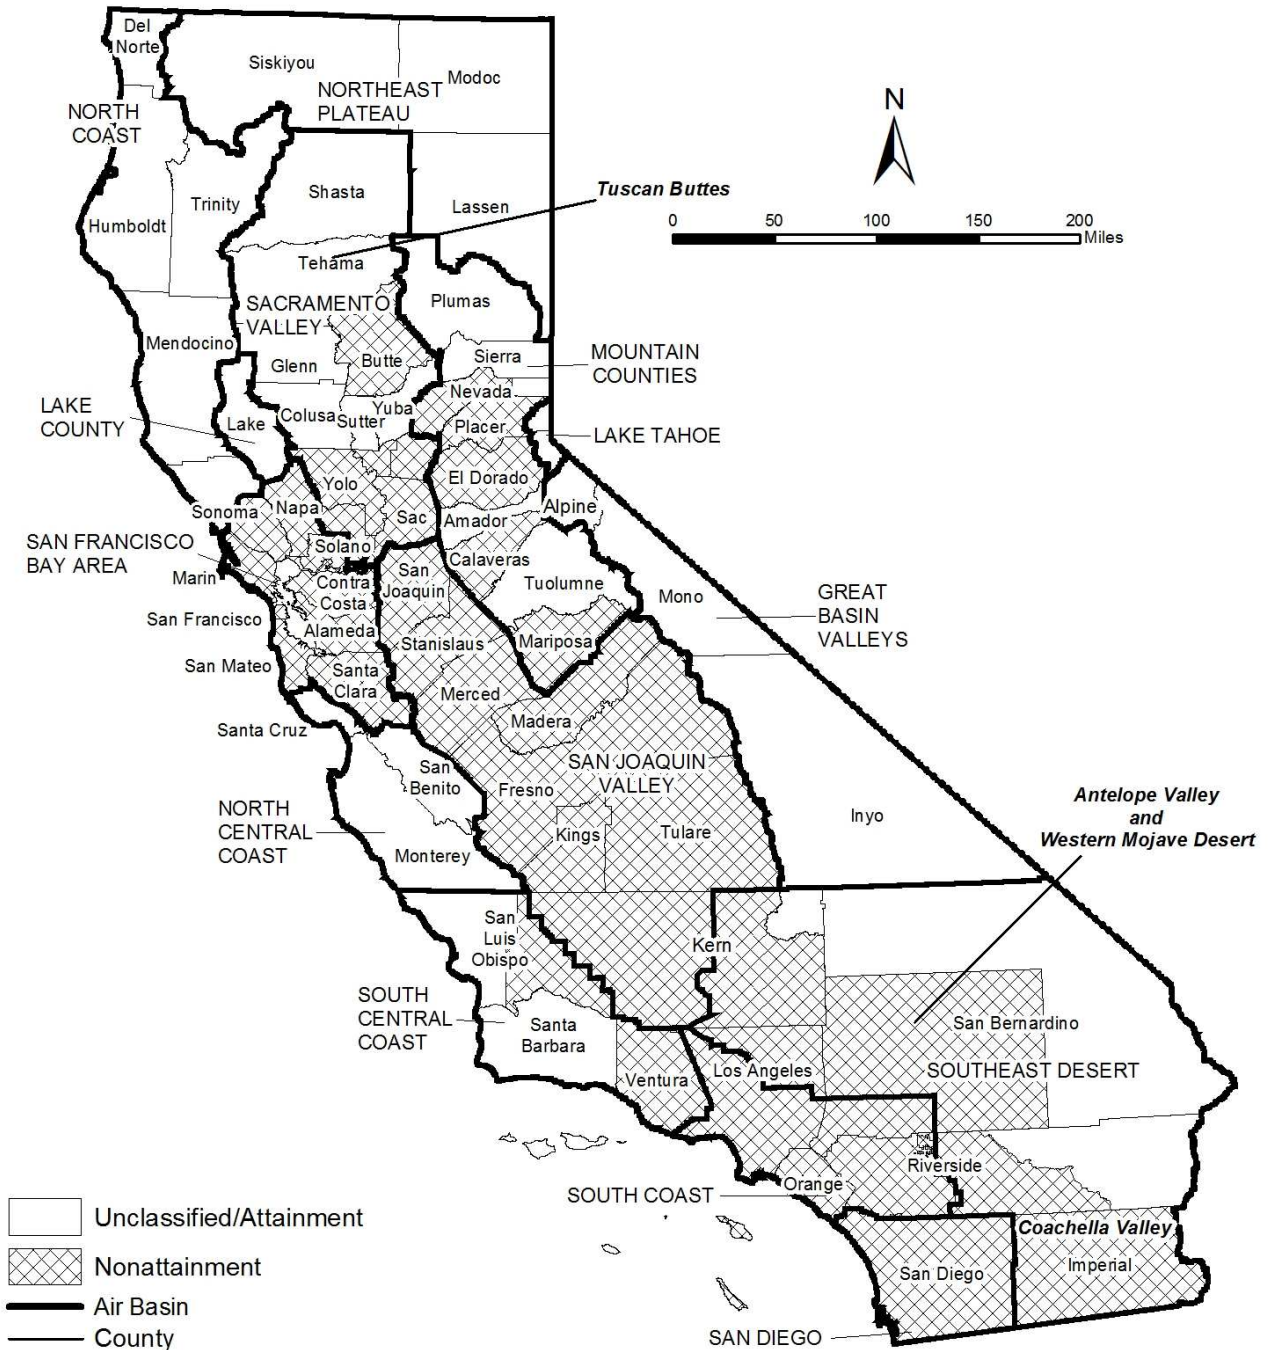 Del
Norte
Siskiyou
Modoc
NORTHEAST
PLATEAU
NORTH
COAST
N
Shasta
Tuscan Buttes
Trinity
Lassen
Humboldt
0 50 100 150 200
Miles
Tehama
Plumas
SACRAMENTO
VALLEY
Mendocino
Butte
Sierra
MOUNTAIN
COUNTIES
Glenn
Nevada
LAKE
COUNTY
Lake
Colusa
Sutter
Yuba
Placer
LAKE TAHOE
Yolo
El Dorado
Sonoma
Napa
Sac
Amador
Alpine
SAN FRANCISCO
BAY AREA
Solano
Calaveras
Marin
Contra
Costa
San
Joaquin
Tuolumne
Mono
GREAT
BASIN
VALLEYS
San Francisco
Alameda
Stanislaus
Mariposa
San Mateo
Santa
Clara
Merced
Madera
Santa Cruz
San
Benito
SAN JOAQUIN
VALLEY
Fresno
Antelope Valley
and
Western Mojave Desert
NORTH
CENTRAL
COAST
Kings
Tulare
Inyo
Monterey
San
Luis
Obispo
Kern
SOUTH
CENTRAL
COAST
Santa
Barbara
San Bernardino
Ventura
Los Angeles
SOUTHEAST DESERT
Riverside
SOUTH COAST
Orange
Unclassified/Attainment
Coachella Valley
Nonattainment
San Diego
Imperial
Air Basin
County
SAN DIEGO